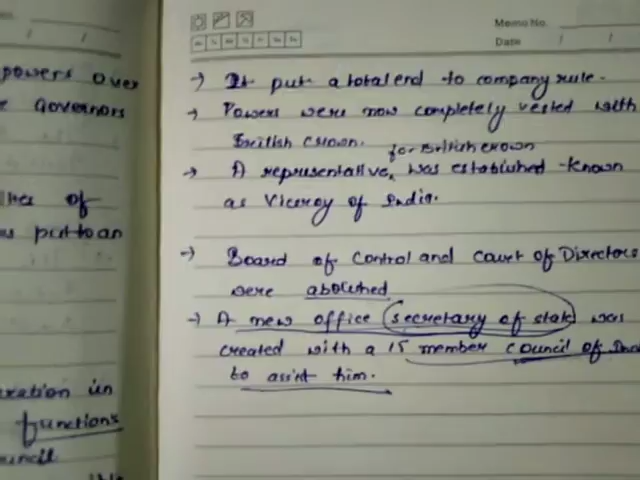 powers over
Governors
of
put to an
in
functions
Memo No.
Date / /
→ It put a total end to company rule.
→ Powers were now completely vested with
British crown.
for British crown
→ A representative, was established known
as Viceroy of India.
→ Board of Control and Court of Directors
were abolished
→ A new office secretary of state was
created with a 15 member council of
to assist him.